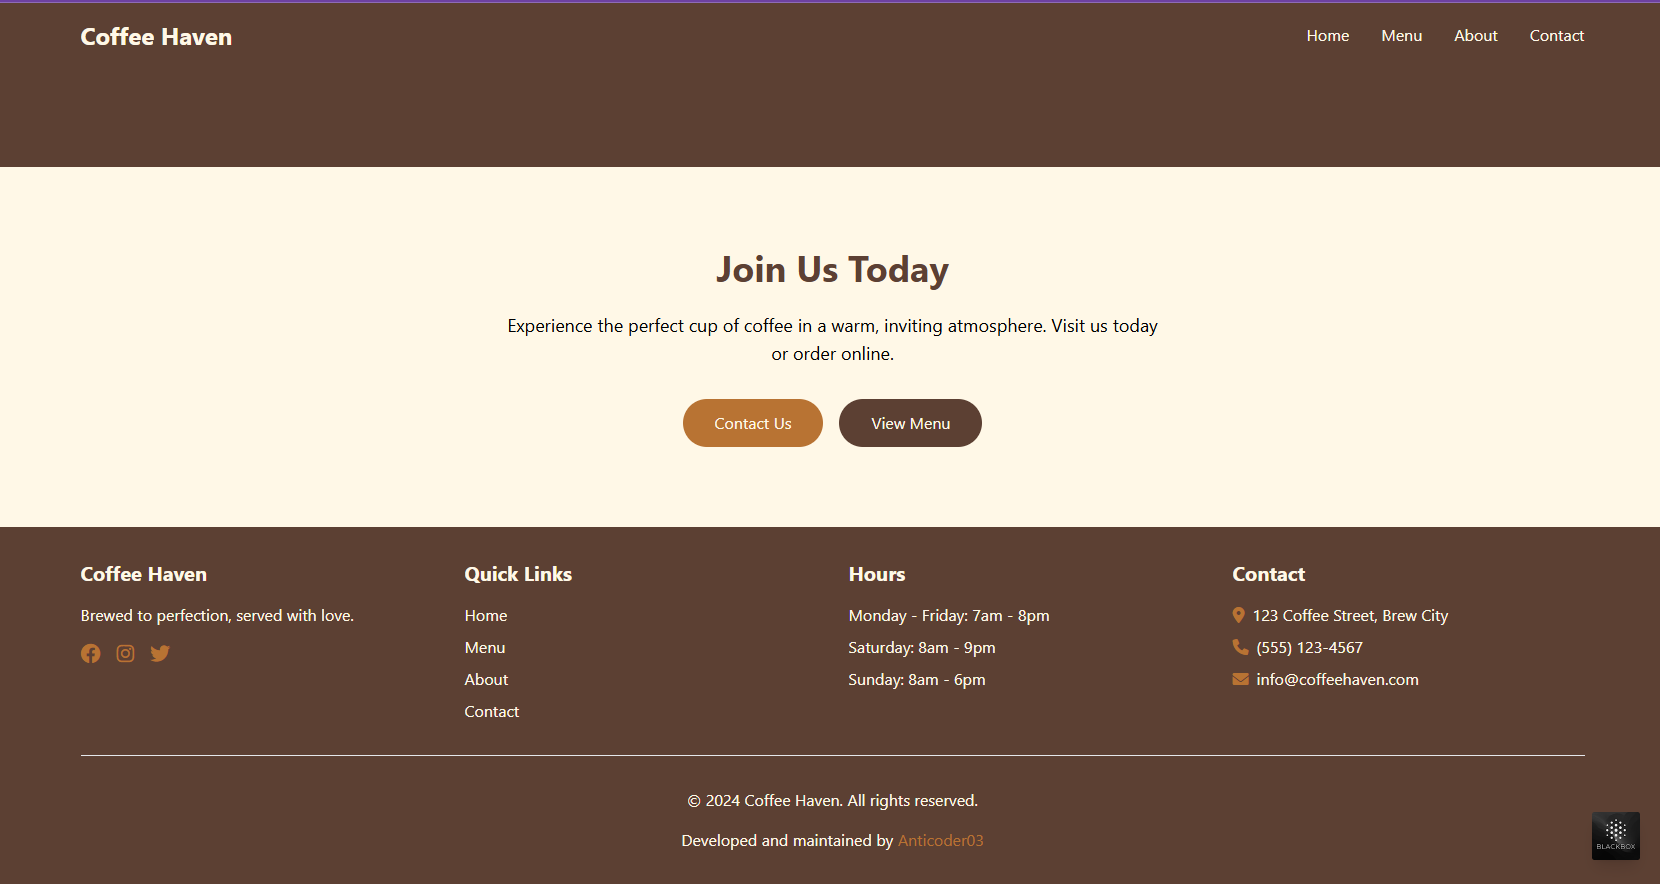 Coffee Haven
Home Menu About Contact
Join Us Today
Experience the perfect cup of coffee in a warm, inviting atmosphere. Visit us today
or order online.
Contact Us
View Menu
Coffee Haven
Brewed to perfection, served with love.
Quick Links
Home
Menu
About
Contact
Hours
Monday - Friday: 7am - 8pm
Saturday: 8am - 9pm
Sunday: 8am - 6pm
Contact
123 Coffee Street, Brew City
(555) 123-4567
info@coffeehaven.com
© 2024 Coffee Haven. All rights reserved.
Developed and maintained by Anticoder03
BLACKBOX